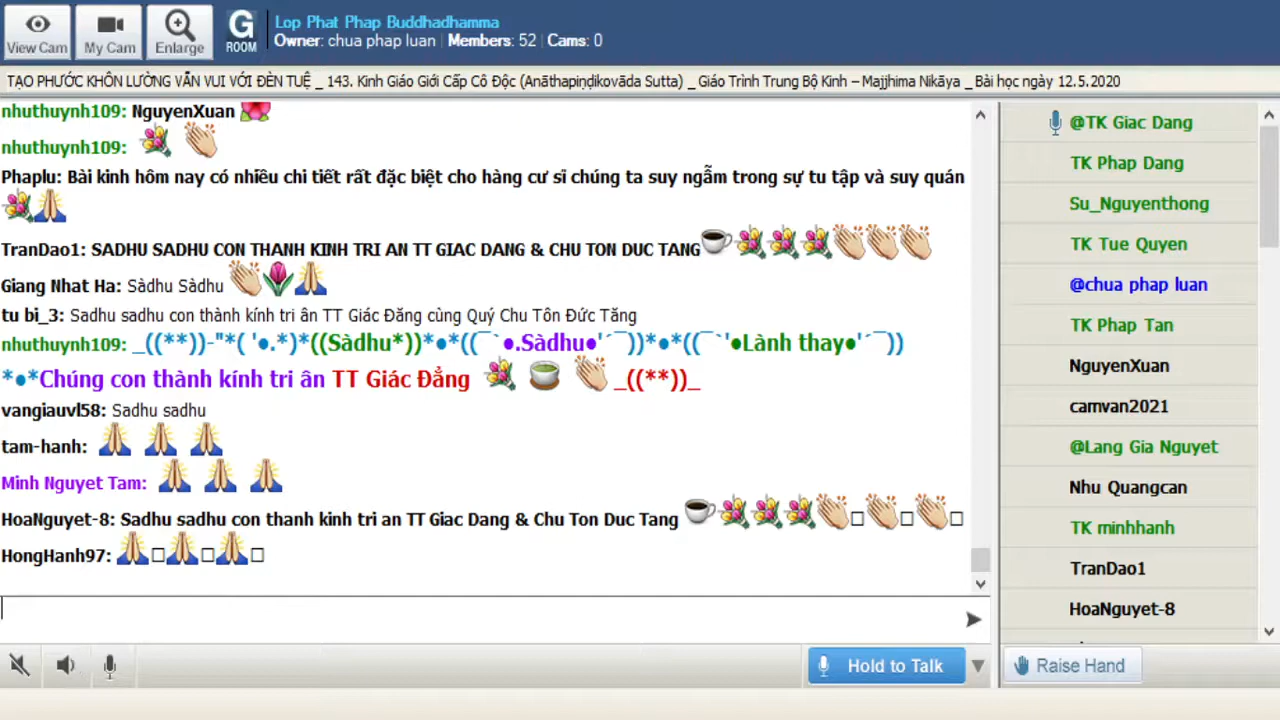 View Cam
My Cam
Enlarge
G
ROOM
Lop Phat Phap Buddhadhamma
Owner: chua phap luan | Members: 52 | Cams: 0
TẠO PHƯỚC KHÔN LƯỜNG VẪN VUI VỚI ĐÈN TUỆ _ 143. Kinh Giáo Giới Cấp Cô Độc (Anāthapiṇḍikovāda Sutta) _ Giáo Trình Trung Bộ Kinh – Majjhima Nikāya _ Bài học ngày 12.5.2020
nhuthuynh109: NguyenXuan
nhuthuynh109:
Phaplu: Bài kinh hôm nay có nhiều chi tiết rất đặc biệt cho hàng cư sĩ chúng ta suy ngẫm trong sự tu tập và suy quán
TranDao1: SADHU SADHU CON THANH KINH TRI AN TT GIAC DANG & CHU TON DUC TANG
Giang Nhat Ha: Sàdhu Sàdhu
tu bi_3: Sadhu sadhu con thành kính tri ân TT Giác Đăng cùng Quý Chu Tôn Đức Tăng
nhuthuynh109: _((**))-"*( '●.*)*((Sàdhu*))*●*((¯`●.Sàdhu●'´¯))*●*((¯`'●Lành thay●'´¯))
*●*Chúng con thành kính tri ân TT Giác Đẳng _((**))_
vangiauvl58: Sadhu sadhu
tam-hanh:
Minh Nguyet Tam:
HoaNguyet-8: Sadhu sadhu con thanh kinh tri an TT Giac Dang & Chu Ton Duc Tang
HongHanh97:
@TK Giac Dang
TK Phap Dang
Su_Nguyenthong
TK Tue Quyen
@chua phap luan
TK Phap Tan
NguyenXuan
camvan2021
@Lang Gia Nguyet
Nhu Quangcan
TK minhhanh
TranDao1
HoaNguyet-8
Hold to Talk
Raise Hand